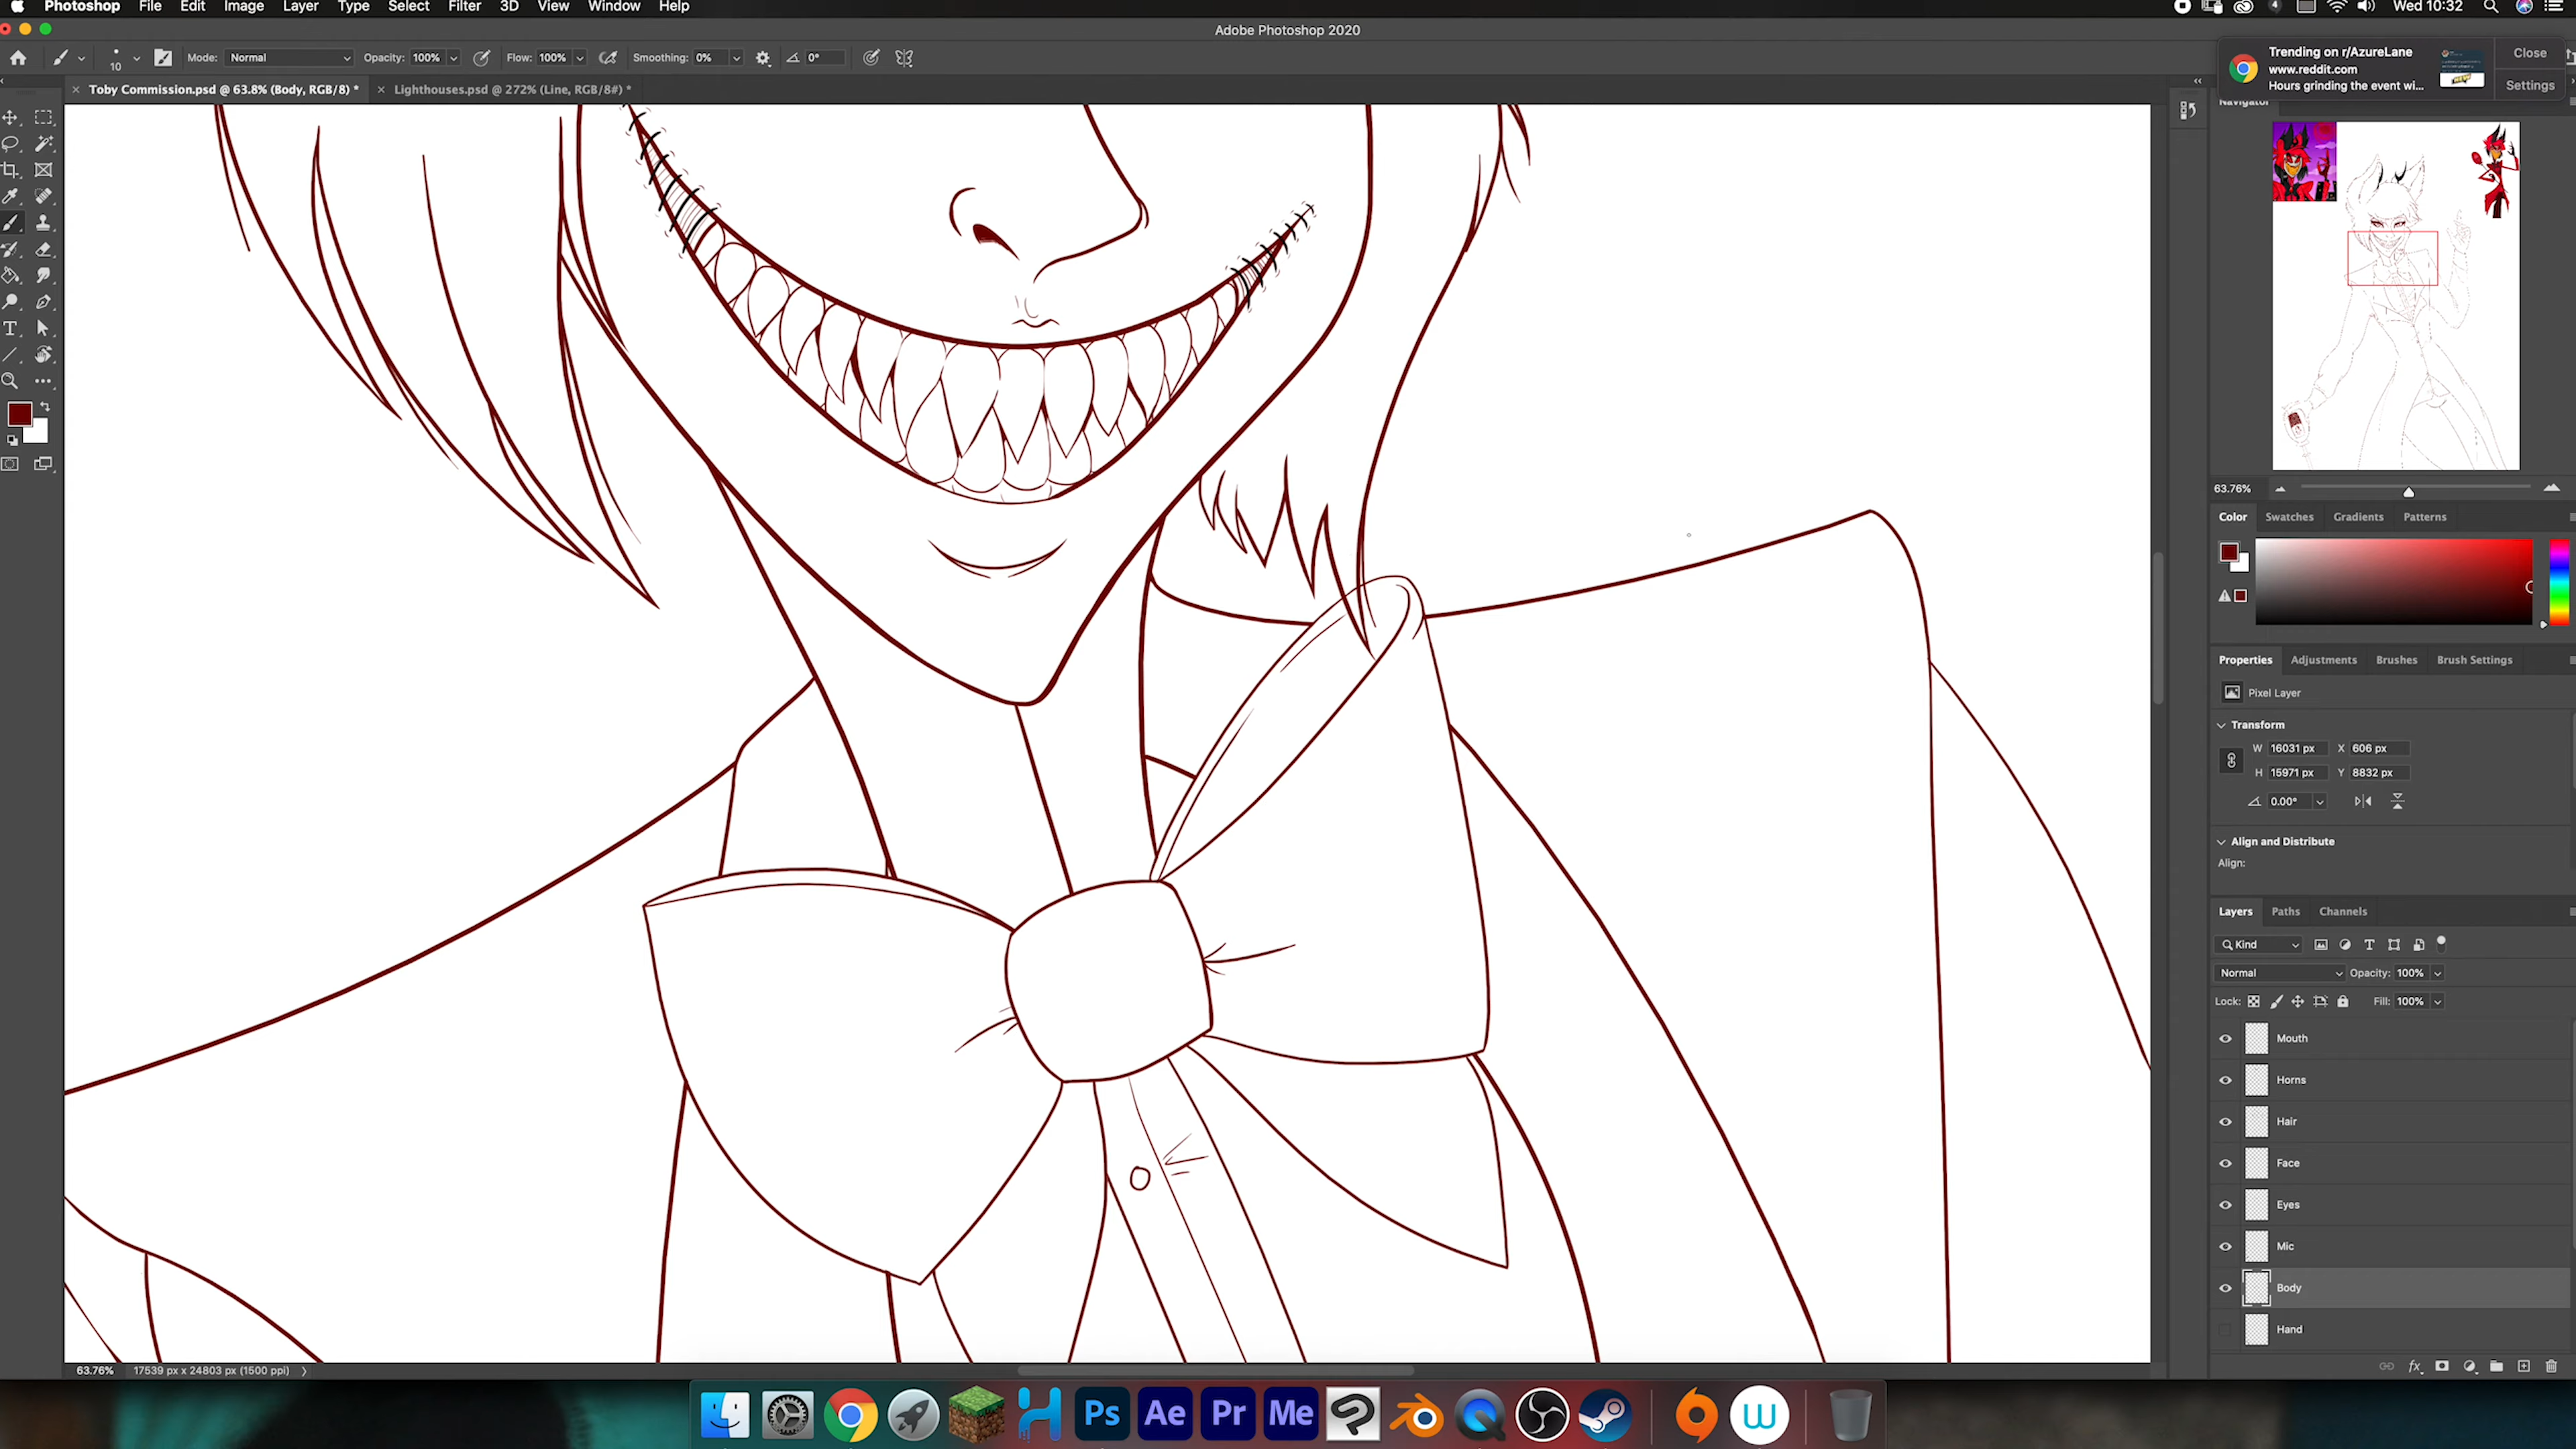 Photoshop File Edit Image Layer Type Select Filter 3D View Window Help
4 Wed 10:32
Adobe Photoshop 2020
10 Mode: Normal Opacity: 100% Flow: 100% Smoothing: 0% 0°
Toby Commission.psd @ 63.8% (Body, RGB/8) * Lighthouses.psd @ 272% (Line, RGB/8#) *
Trending on r/AzureLane
www.reddit.com
Hours grinding the event wi...
Close
Settings
Navigator
63.76%
Color Swatches Gradients Patterns
Properties Adjustments Brushes Brush Settings
Pixel Layer
Transform
W 16031 px X 606 px
H 15971 px Y 8832 px
0.00°
Align and Distribute
Align:
Layers Paths Channels
Kind
Normal Opacity: 100%
Lock: Fill: 100%
Mouth
Horns
Hair
Face
Eyes
Mic
Body
Hand
63.76% 17539 px x 24803 px (1500 ppi)
Ps Ae Pr Me